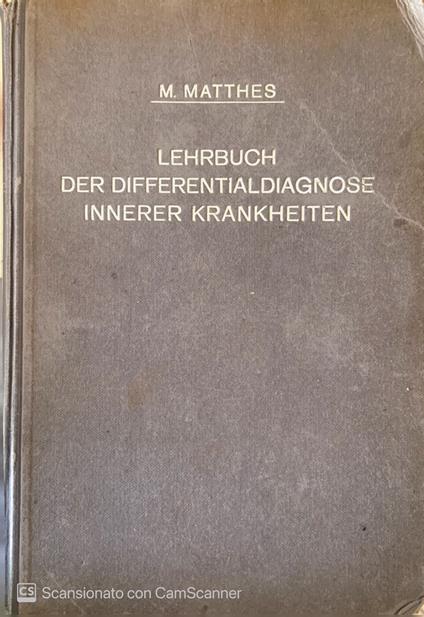 M. MATTHES
LEHRBUCH
DER DIFFERENTIALDIAGNOSE
INNERER KRANKHEITEN
CS Scansionato con CamScanner